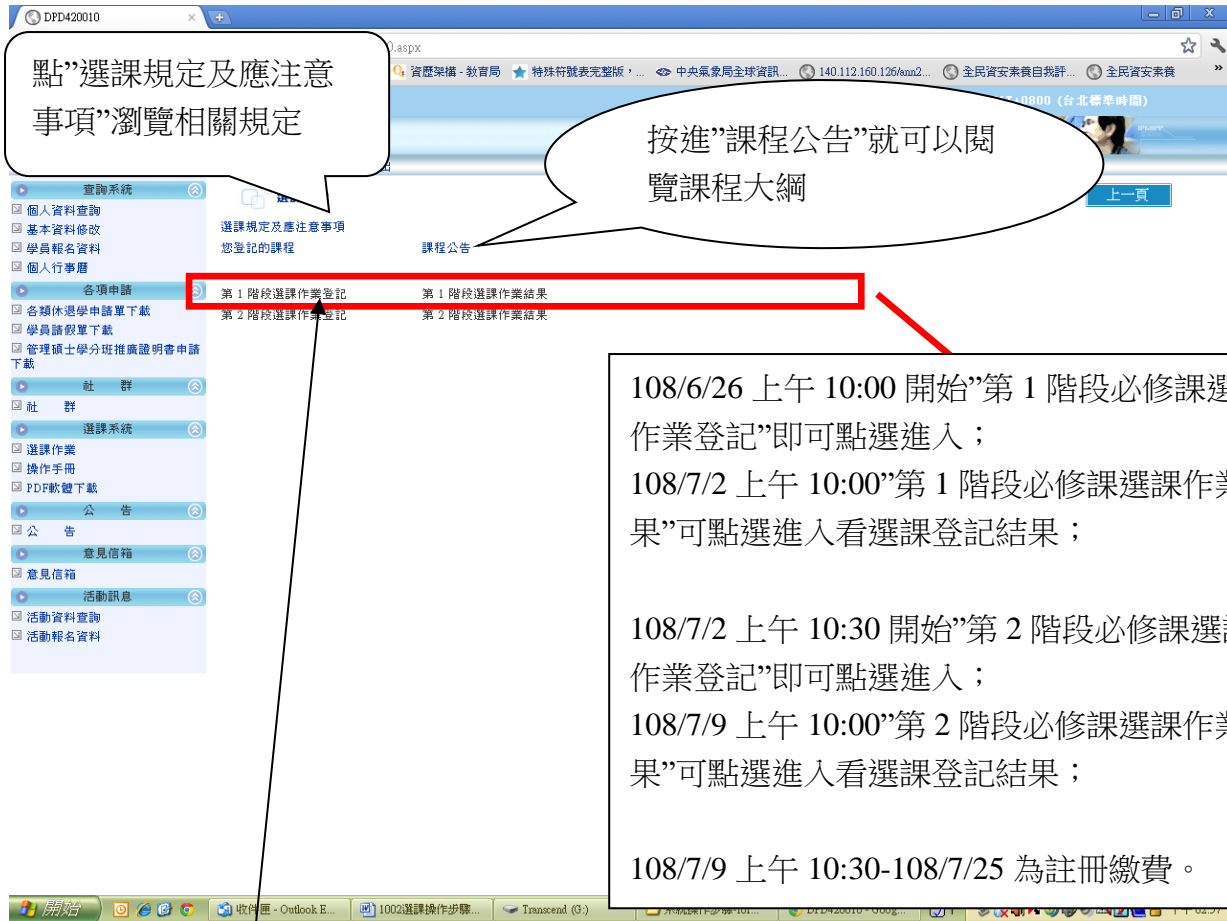 DPD420010
0.aspx
資歷架構 - 敎育局
特殊符號表完整版，...
中央氣象局全球資訊...
140.112.160.126/ann2...
全民資安素養自我評...
全民資安素養
»
點”選課規定及應注意
事項”瀏覽相關規定
0800 (台北標準時間)
按進”課程公告”就可以閱
覽課程大綱
上一頁
查詢系統
個人資料查詢
基本資料修改
學員報名資料
個人行事曆
各項申請
各類休退學申請單下載
學員請假單下載
管理碩士學分班推廣證明書申請
下載
社 群
社 群
選課系統
選課作業
操作手冊
PDF軟體下載
公 告
公 告
意見信箱
意見信箱
活動訊息
活動資料查詢
活動報名資料
選課規定及應注意事項
您登記的課程 課程公告
第 1 階段選課作業登記 第 1 階段選課作業結果
第 2 階段選課作業登記 第 2 階段選課作業結果
108/6/26 上午 10:00 開始”第 1 階段必修課選
作業登記”即可點選進入；
108/7/2 上午 10:00”第 1 階段必修課選課作業
果”可點選進入看選課登記結果；
108/7/2 上午 10:30 開始”第 2 階段必修課選課
作業登記”即可點選進入；
108/7/9 上午 10:00”第 2 階段必修課選課作業
果”可點選進入看選課登記結果；
108/7/9 上午 10:30-108/7/25 為註冊繳費。
開始
收件匣 - Outlook E...
1002選課操作步驟...
Transcend (G:)